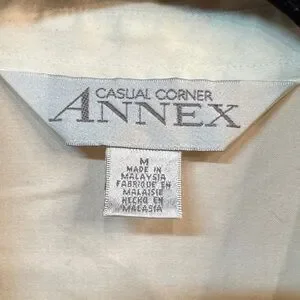 CASUAL CORNER
ANNEX
M
MADE IN
MALAYSIA
FABRIQUE EN
MALAISIE
HECHO EN
MALASIA